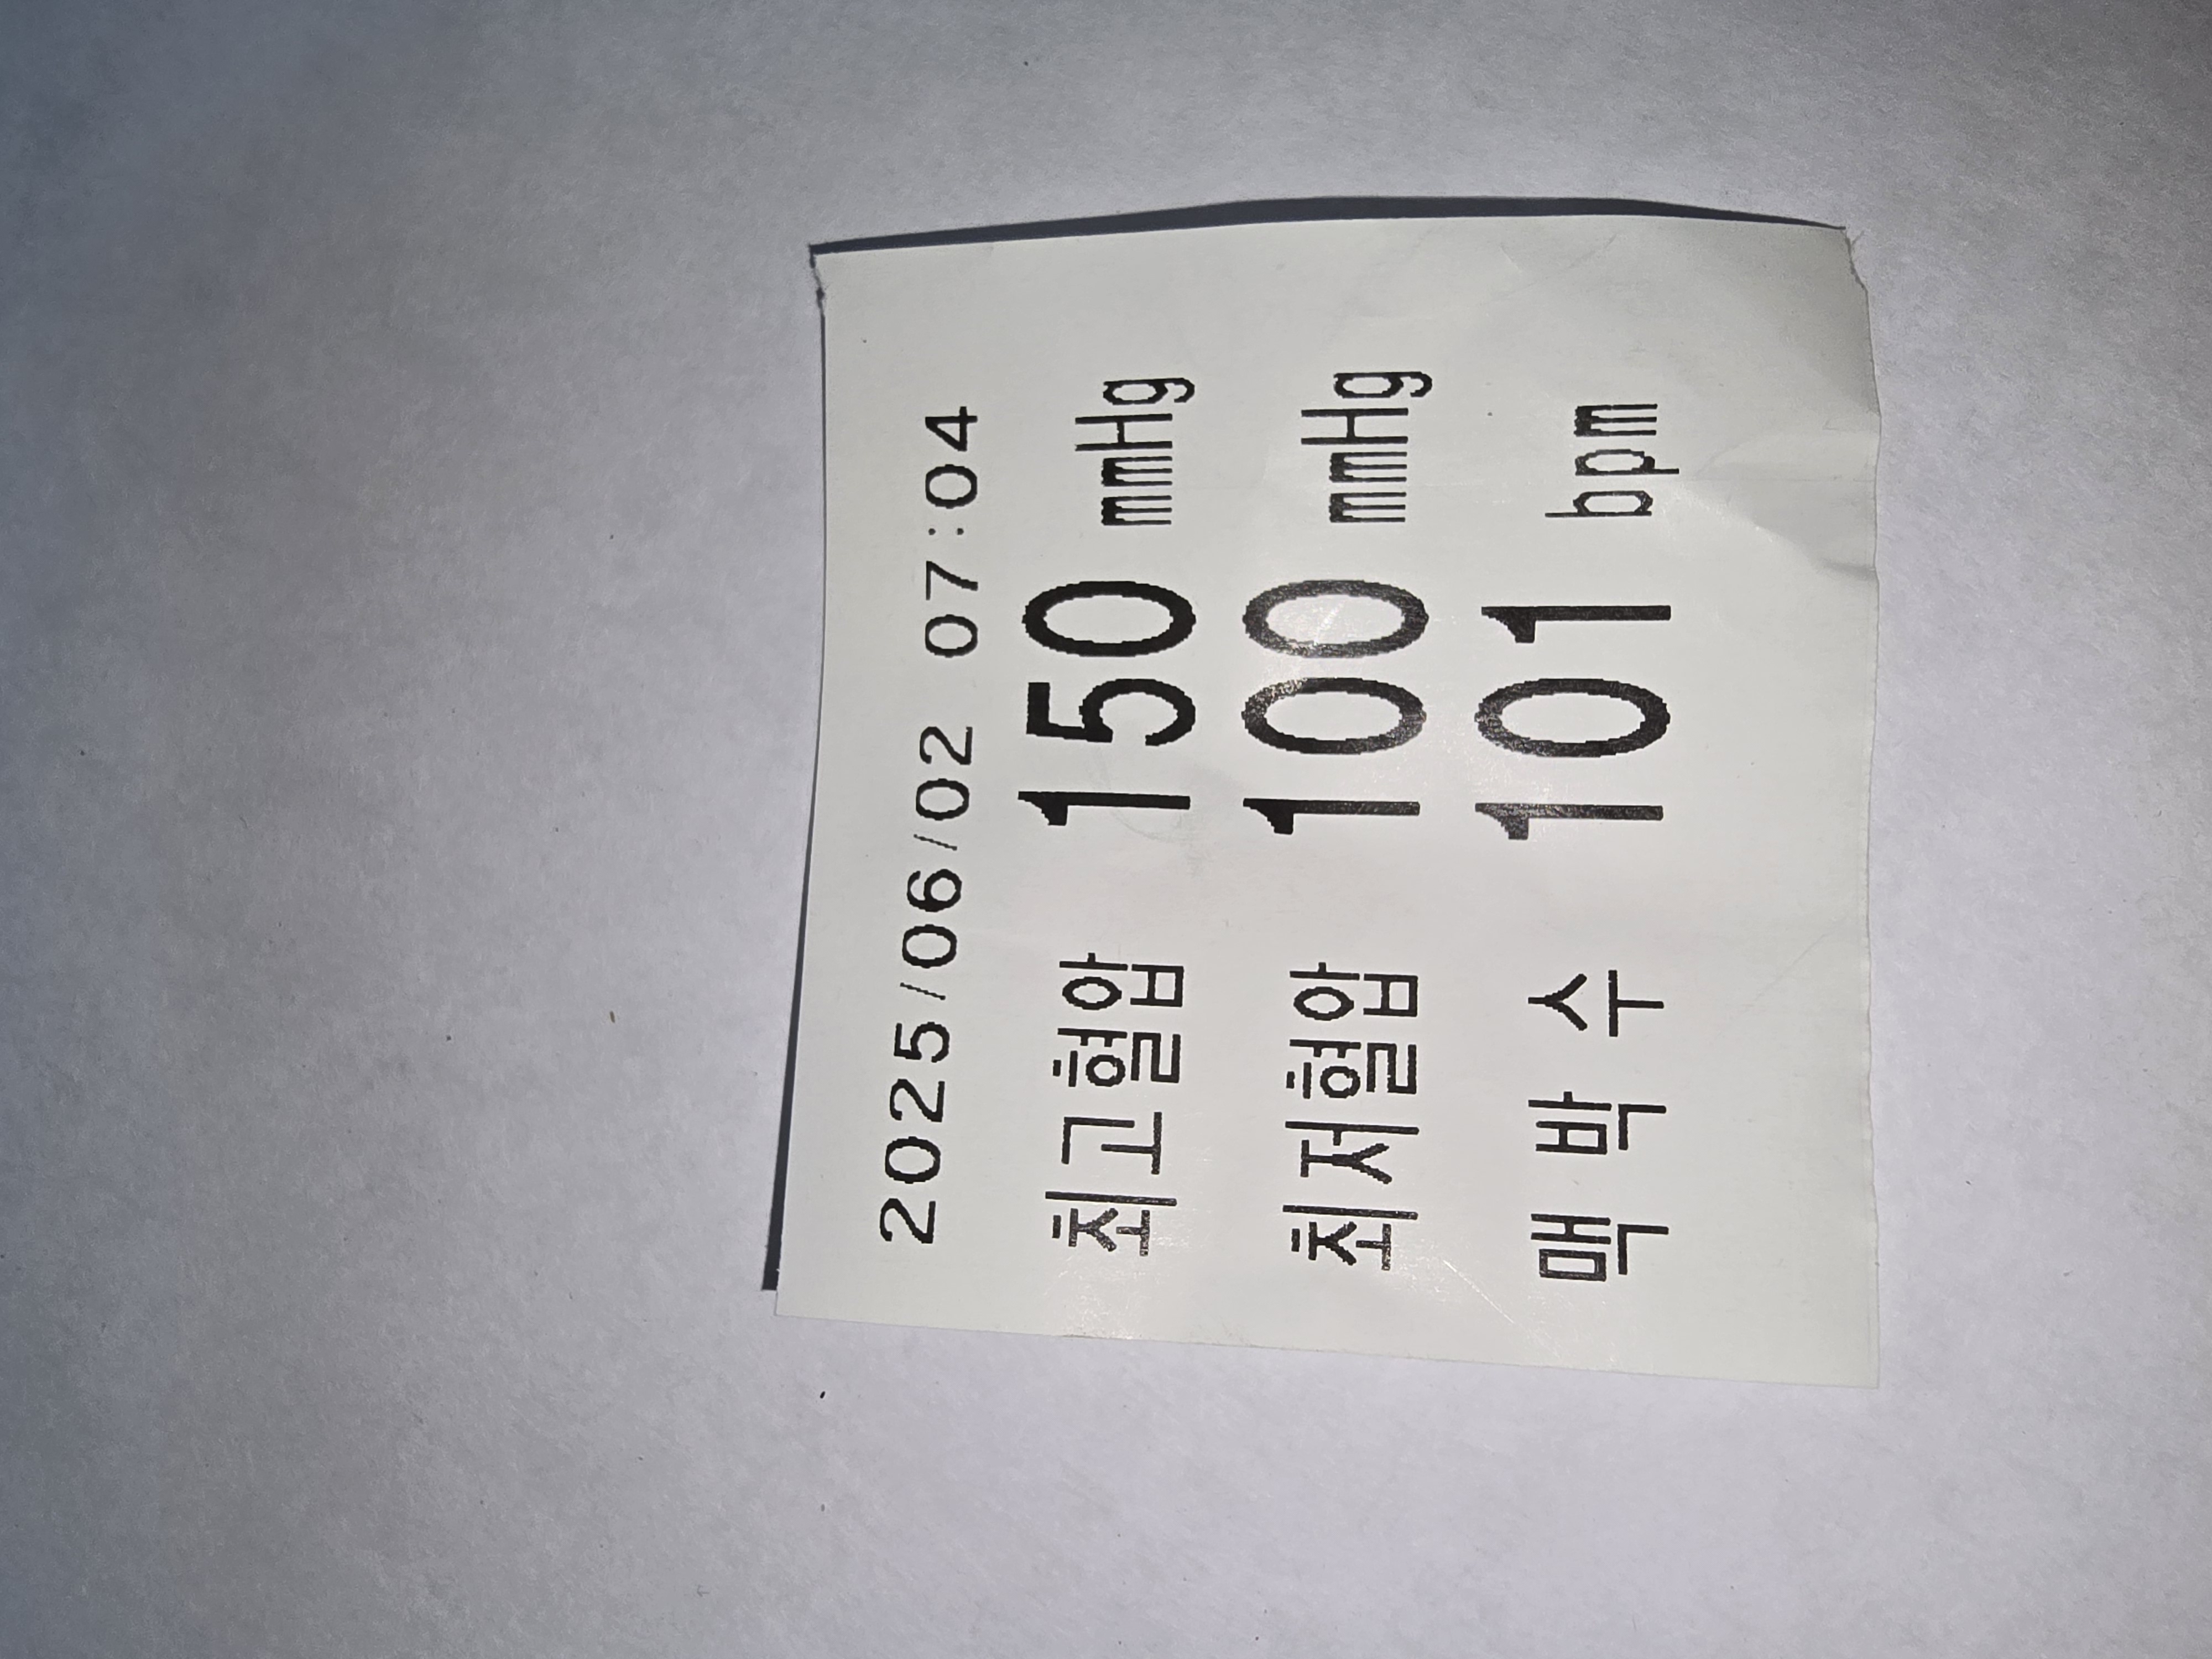 2025/06/02 07:04
최고혈압 150 mmHg
최저혈압 100 mmHg
맥 박 수 101 bpm